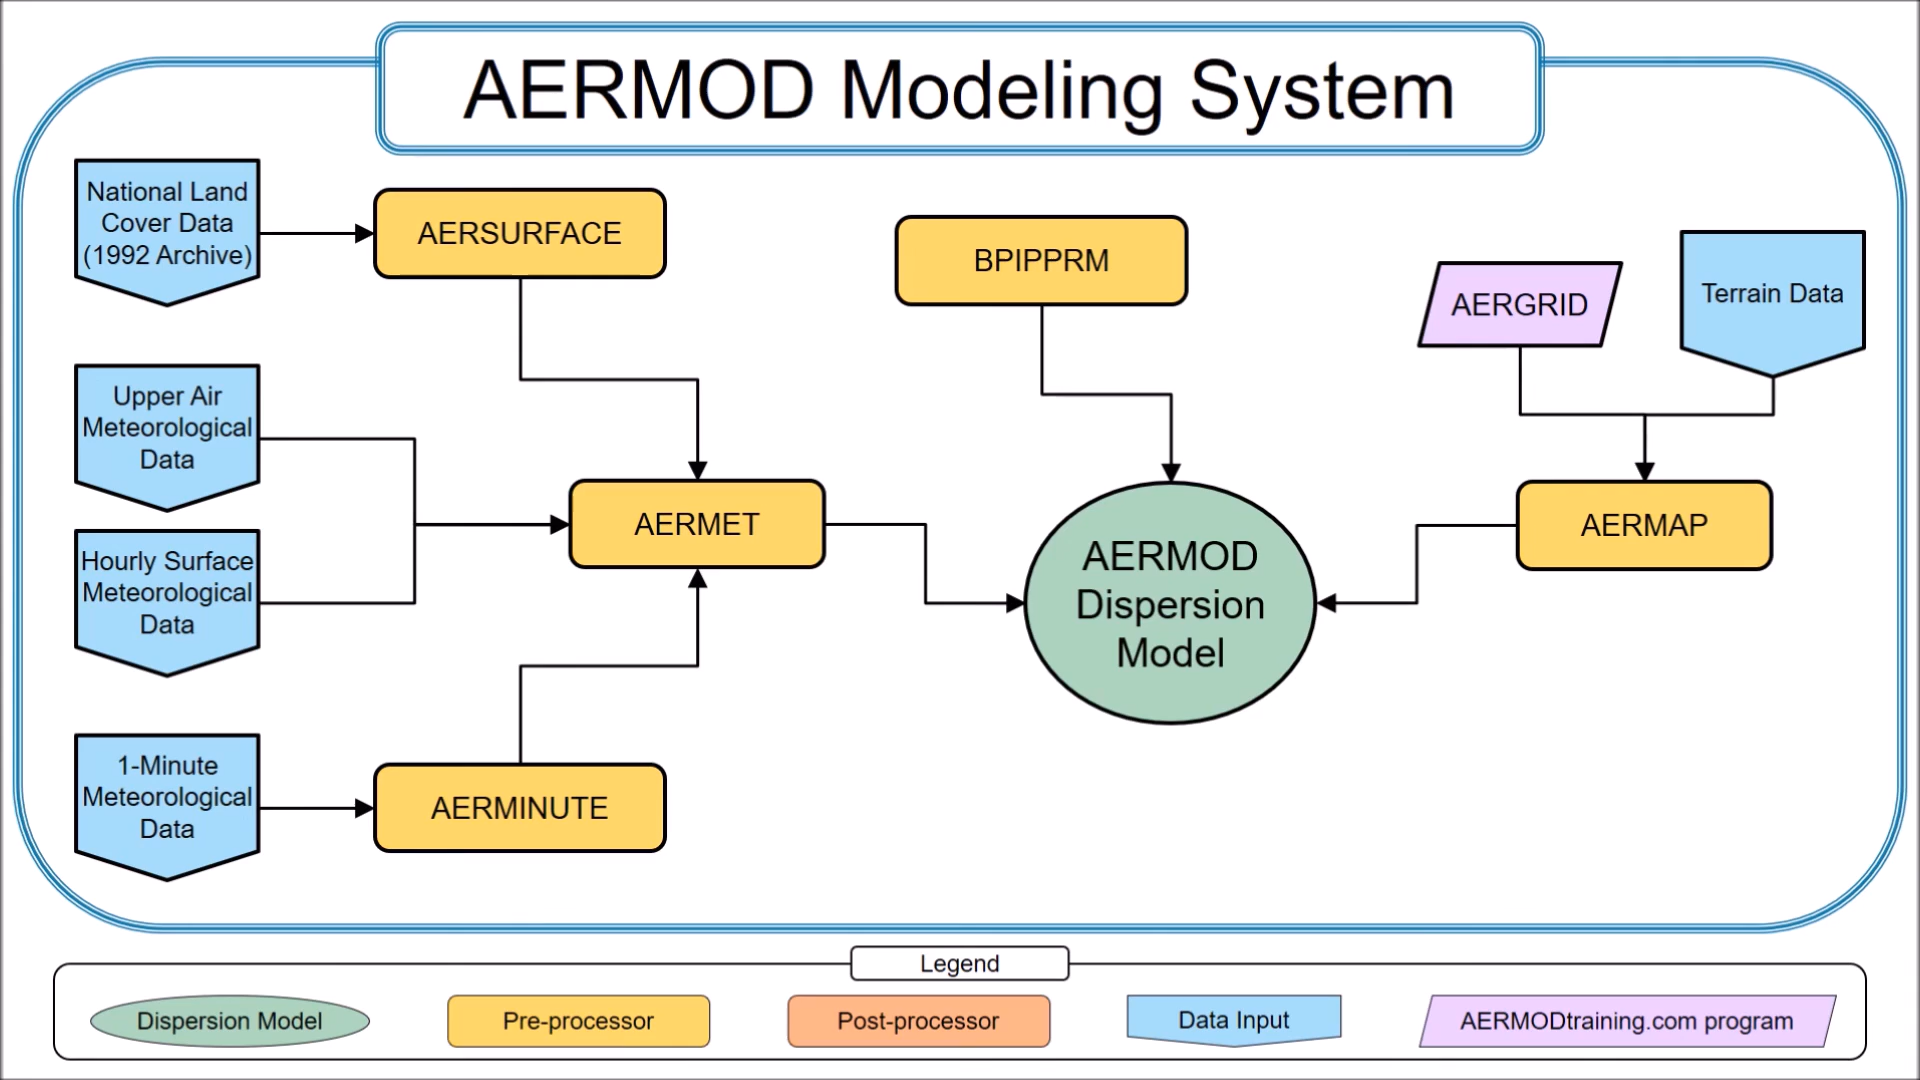 AERMOD Modeling System
National Land
Cover Data
(1992 Archive)
AERSURFACE
BPIPPRM
AERGRID
Terrain Data
Upper Air
Meteorological
Data
Hourly Surface
Meteorological
Data
AERMET
AERMOD
Dispersion
Model
AERMAP
1-Minute
Meteorological
Data
AERMINUTE
Legend
Dispersion Model
Pre-processor
Post-processor
Data Input
AERMODtraining.com program